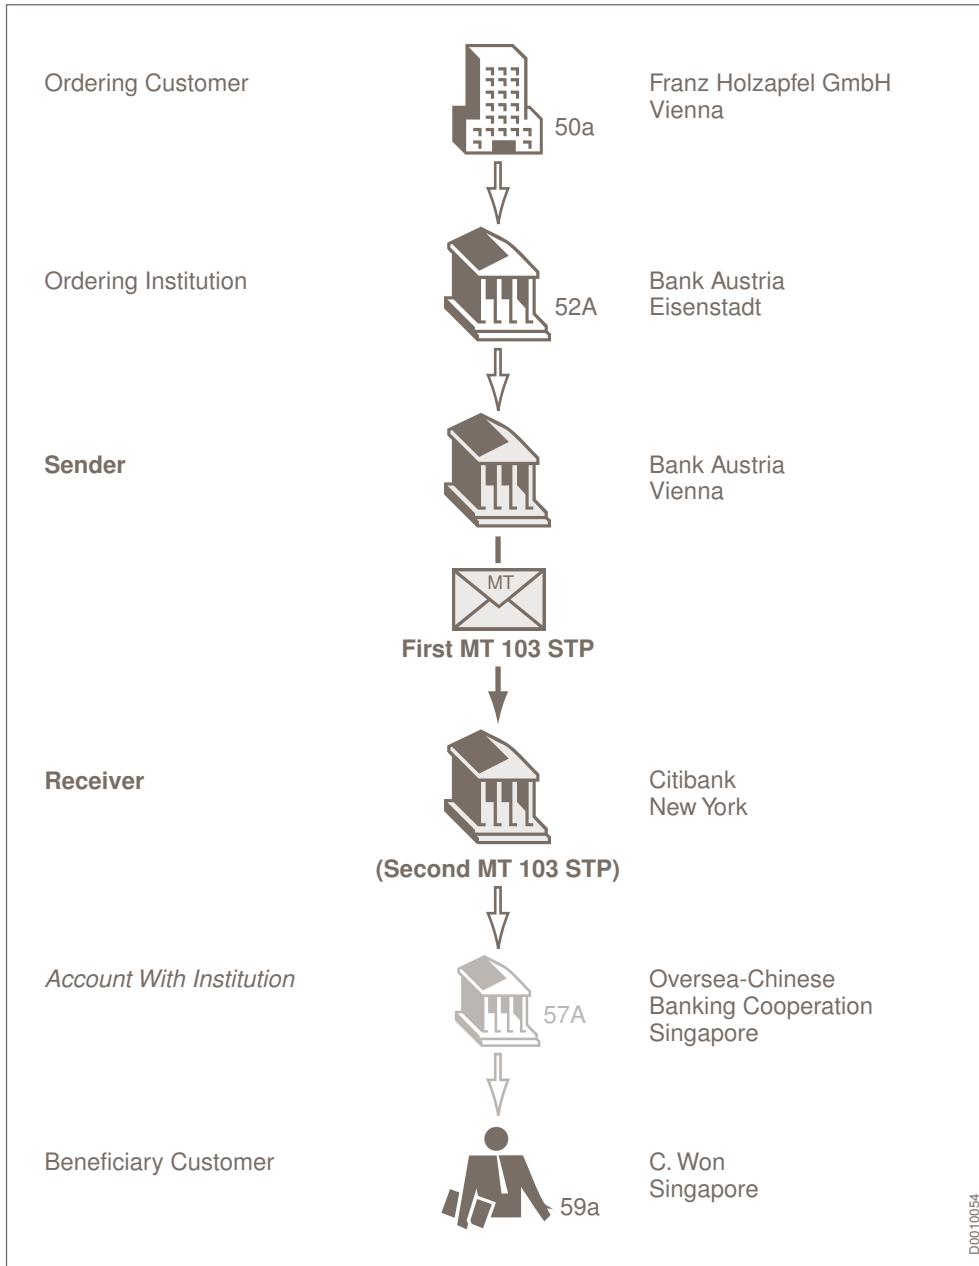 Ordering Customer
50a
Franz Holzapfel GmbH
Vienna
Ordering Institution
52A
Bank Austria
Eisenstadt
Sender
Bank Austria
Vienna
MT
First MT 103 STP
Receiver
Citibank
New York
(Second MT 103 STP)
Account With Institution
57A
Oversea-Chinese
Banking Cooperation
Singapore
Beneficiary Customer
59a
C. Won
Singapore
D0010054